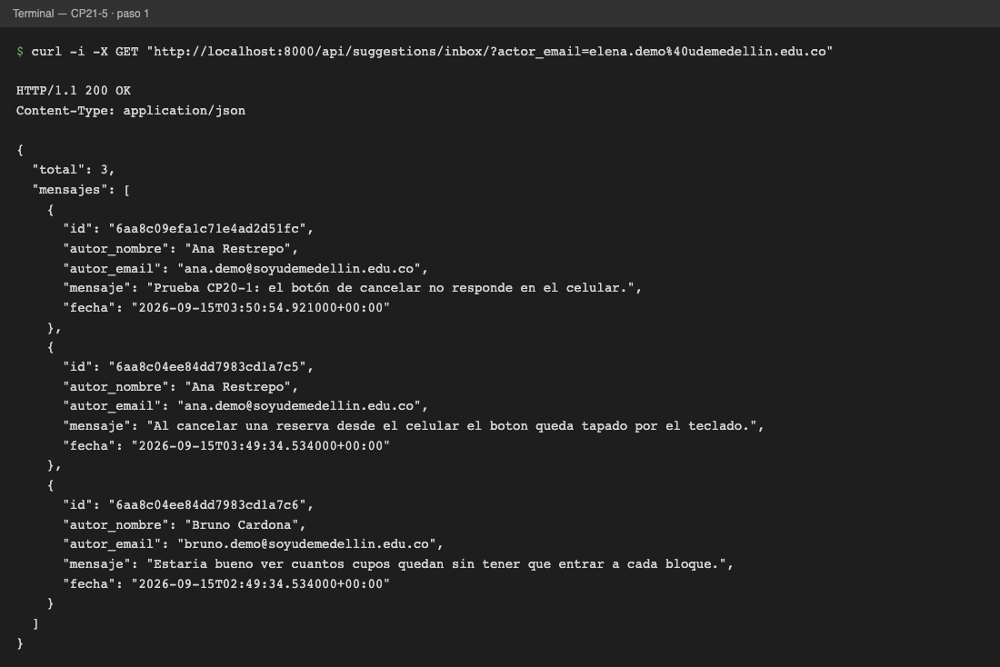 Terminal — CP21-5 · paso 1
$ curl -i -X GET "http://localhost:8000/api/suggestions/inbox/?actor_email=elena.demo%40udemedellin.edu.co"
HTTP/1.1 200 OK
Content-Type: application/json
{
"total": 3,
"mensajes": [
{
"id": "6aa8c09efa1c71e4ad2d51fc",
"autor_nombre": "Ana Restrepo",
"autor_email": "ana.demo@soyudemedellin.edu.co",
"mensaje": "Prueba CP20-1: el botón de cancelar no responde en el celular.",
"fecha": "2026-09-15T03:50:54.921000+00:00"
},
{
"id": "6aa8c04ee84dd7983cd1a7c5",
"autor_nombre": "Ana Restrepo",
"autor_email": "ana.demo@soyudemedellin.edu.co",
"mensaje": "Al cancelar una reserva desde el celular el boton queda tapado por el teclado.",
"fecha": "2026-09-15T03:49:34.534000+00:00"
},
{
"id": "6aa8c04ee84dd7983cd1a7c6",
"autor_nombre": "Bruno Cardona",
"autor_email": "bruno.demo@soyudemedellin.edu.co",
"mensaje": "Estaria bueno ver cuantos cupos quedan sin tener que entrar a cada bloque.",
"fecha": "2026-09-15T02:49:34.534000+00:00"
}
]
}